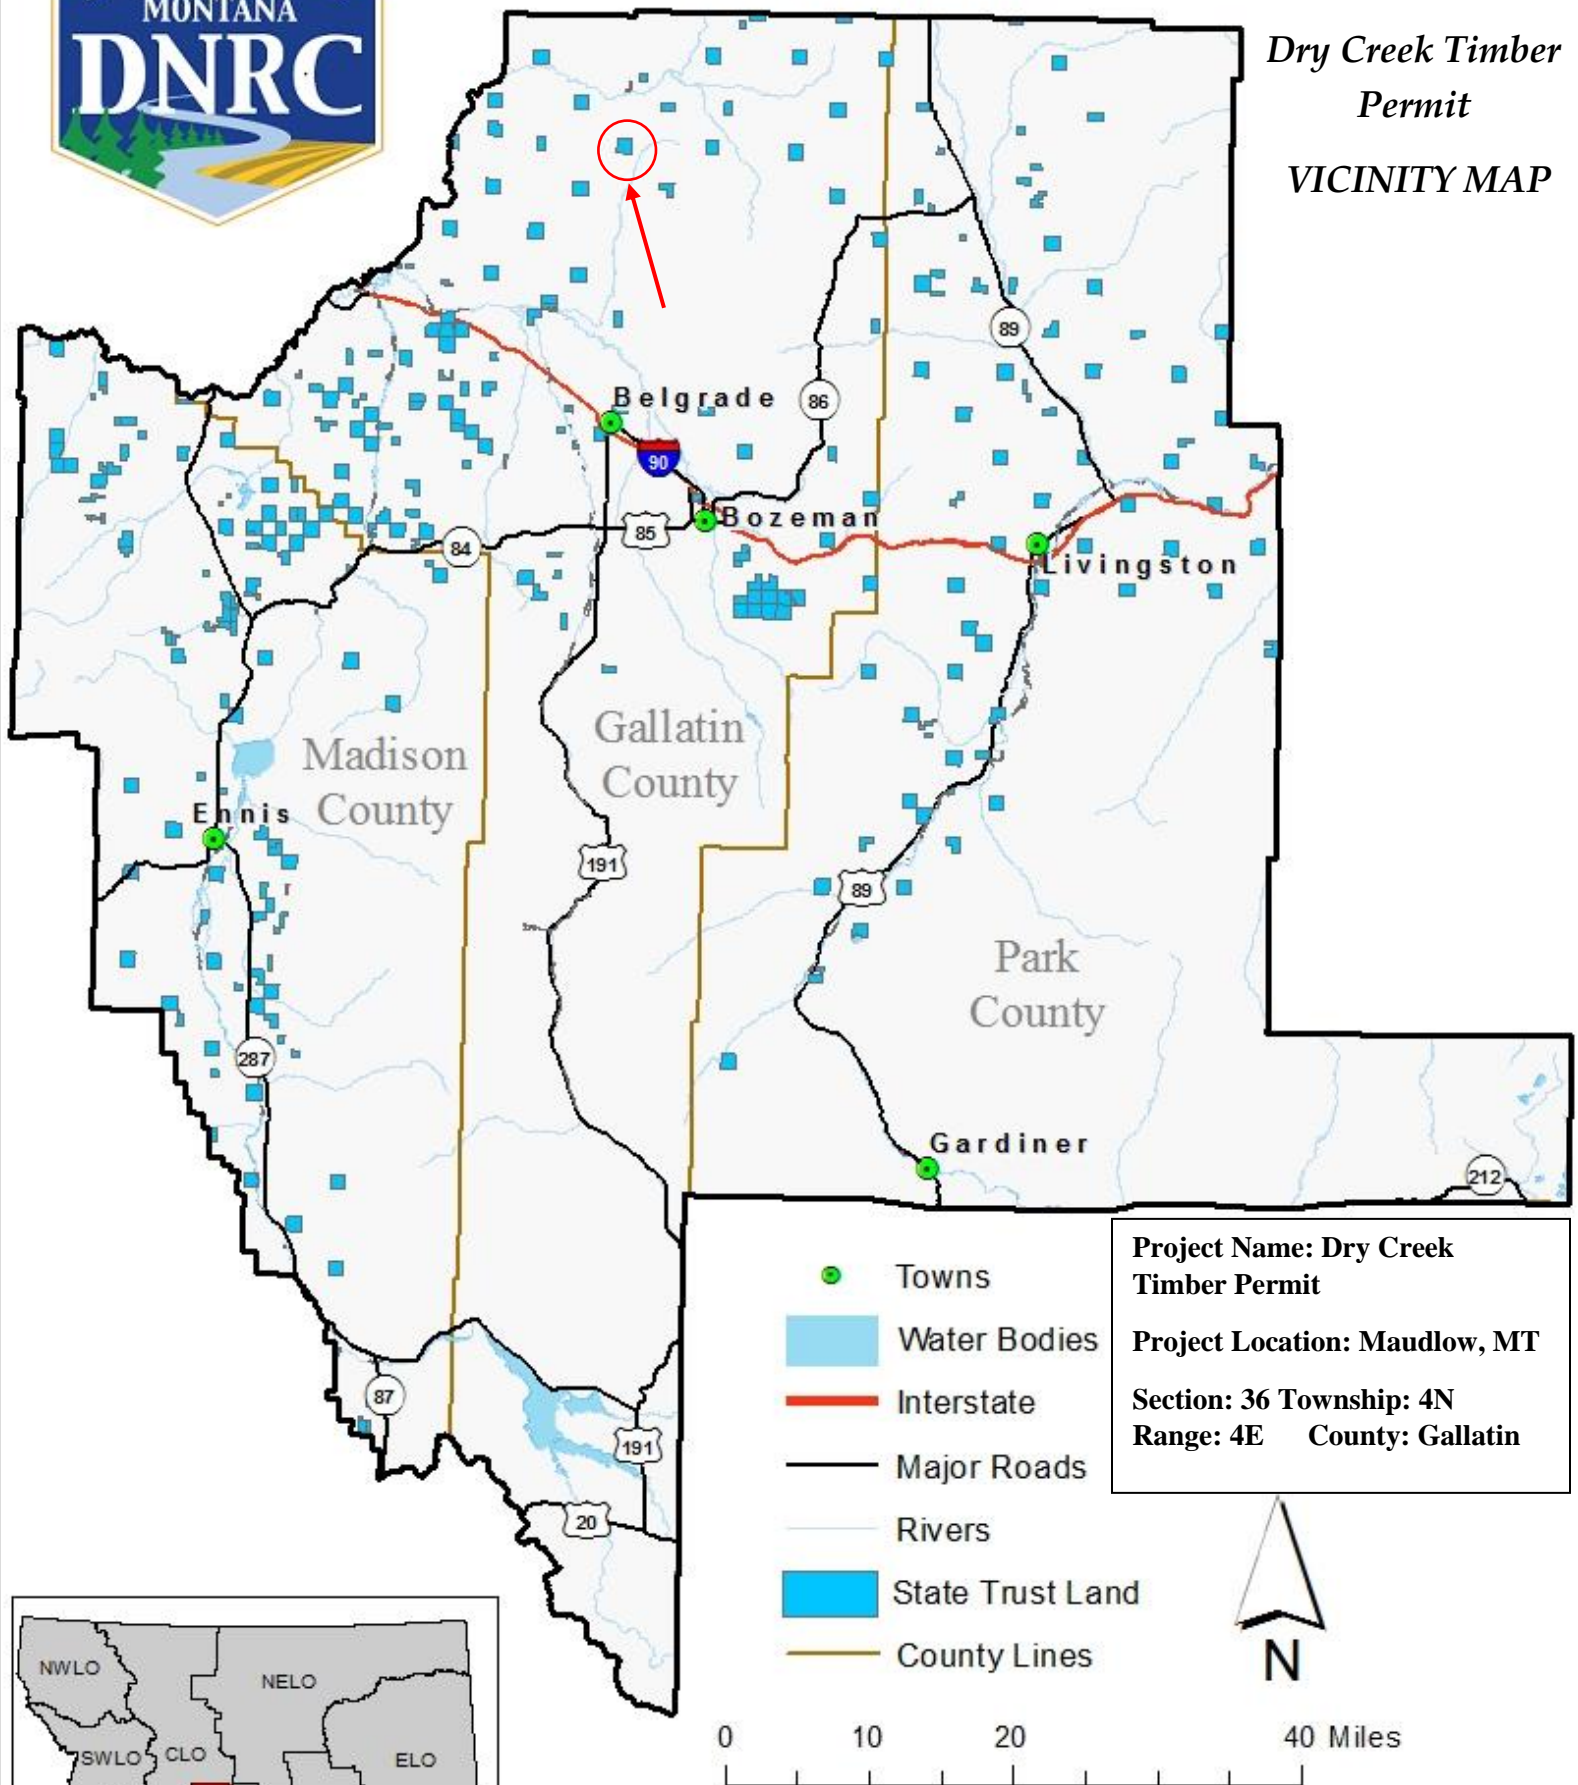 MONTANA
DNRC
Dry Creek Timber
Permit
VICINITY MAP
89
Belgrade
86
90
Bozeman
85
84
Livingston
Gallatin
County
Madison
County
Ennis
191
89
Park
County
287
Gardiner
212
87
191
20
Towns
Water Bodies
Interstate
Major Roads
Rivers
State Trust Land
County Lines
Project Name: Dry Creek
Timber Permit
Project Location: Maudlow, MT
Section: 36 Township: 4N
Range: 4E County: Gallatin
N
NWLO
NELO
SWLO
CLO
ELO
0 10 20 40 Miles